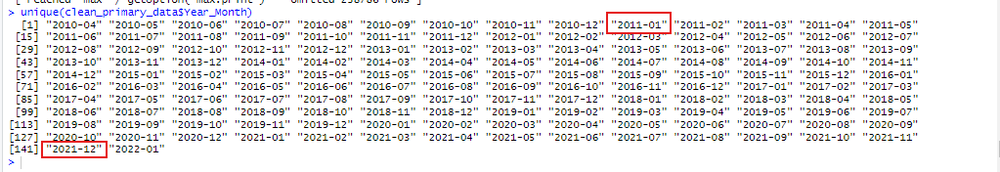 [ reached 'max' / getOption("max.print") -- omitted rows ]
> unique(clean_primary_data$Year_Month)
[1] "2010-04" "2010-05" "2010-06" "2010-07" "2010-08" "2010-09" "2010-10" "2010-11" "2010-12" "2011-01" "2011-02" "2011-03" "2011-04" "2011-05"
[15] "2011-06" "2011-07" "2011-08" "2011-09" "2011-10" "2011-11" "2011-12" "2012-01" "2012-02" "2012-03" "2012-04" "2012-05" "2012-06" "2012-07"
[29] "2012-08" "2012-09" "2012-10" "2012-11" "2012-12" "2013-01" "2013-02" "2013-03" "2013-04" "2013-05" "2013-06" "2013-07" "2013-08" "2013-09"
[43] "2013-10" "2013-11" "2013-12" "2014-01" "2014-02" "2014-03" "2014-04" "2014-05" "2014-06" "2014-07" "2014-08" "2014-09" "2014-10" "2014-11"
[57] "2014-12" "2015-01" "2015-02" "2015-03" "2015-04" "2015-05" "2015-06" "2015-07" "2015-08" "2015-09" "2015-10" "2015-11" "2015-12" "2016-01"
[71] "2016-02" "2016-03" "2016-04" "2016-05" "2016-06" "2016-07" "2016-08" "2016-09" "2016-10" "2016-11" "2016-12" "2017-01" "2017-02" "2017-03"
[85] "2017-04" "2017-05" "2017-06" "2017-07" "2017-08" "2017-09" "2017-10" "2017-11" "2017-12" "2018-01" "2018-02" "2018-03" "2018-04" "2018-05"
[99] "2018-06" "2018-07" "2018-08" "2018-09" "2018-10" "2018-11" "2018-12" "2019-01" "2019-02" "2019-03" "2019-04" "2019-05" "2019-06" "2019-07"
[113] "2019-08" "2019-09" "2019-10" "2019-11" "2019-12" "2020-01" "2020-02" "2020-03" "2020-04" "2020-05" "2020-06" "2020-07" "2020-08" "2020-09"
[127] "2020-10" "2020-11" "2020-12" "2021-01" "2021-02" "2021-03" "2021-04" "2021-05" "2021-06" "2021-07" "2021-08" "2021-09" "2021-10" "2021-11"
[141] "2021-12" "2022-01"
>